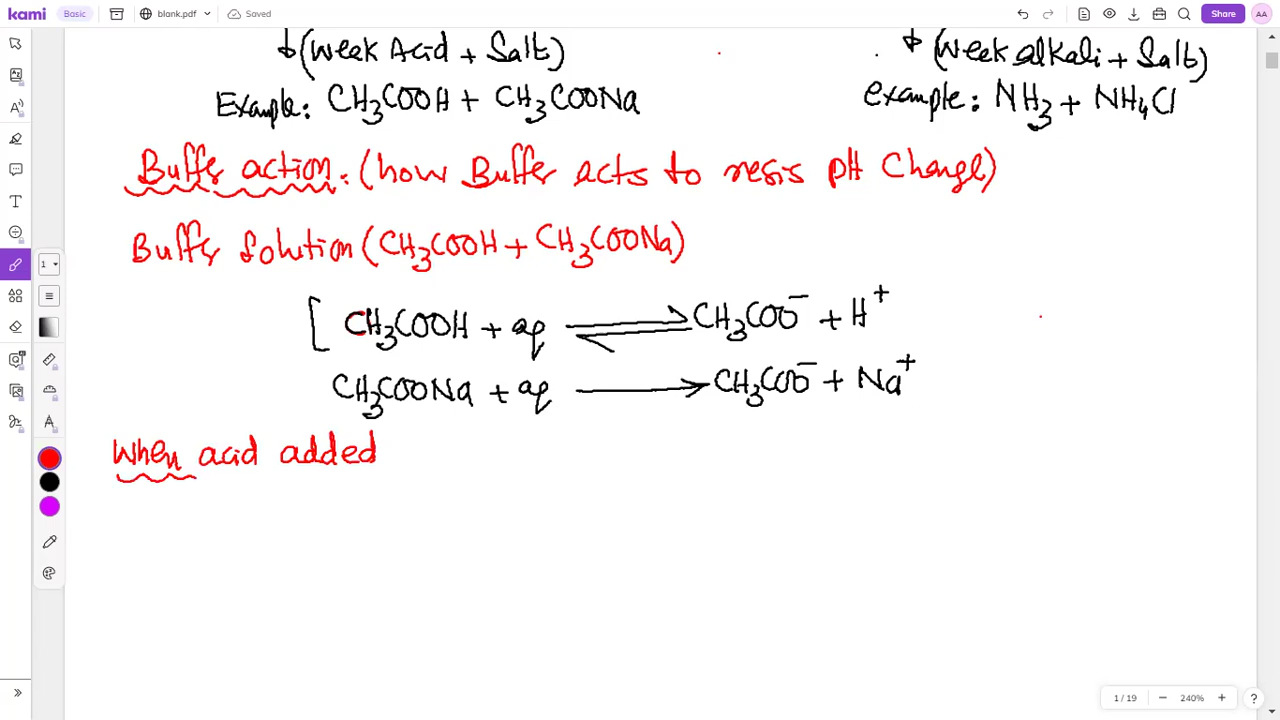 kami Basic blank.pdf Saved Share AA
↓(Week Acid + Salt)
Example: CH₃COOH + CH₃COONa
↓(Week alkali + Salt)
example: NH₃ + NH₄Cl
Buffer action: (how Buffer acts to resis pH Change)
Buffer Solution (CH₃COOH + CH₃COONa)
[ CH₃COOH + aq ⇌ CH₃COO⁻ + H⁺
CH₃COONa + aq → CH₃COO⁻ + Na⁺
When acid added
1
1 / 19 − 240% + ?